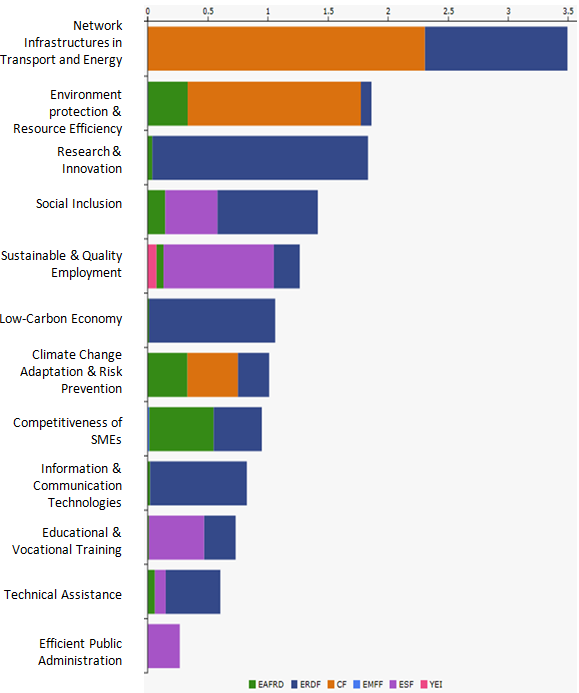 0 0.5 1 1.5 2 2.5 3 3.5
Network
Infrastructures in
Transport and Energy
Environment
protection &
Resource Efficiency
Research &
Innovation
Social Inclusion
Sustainable & Quality
Employment
Low-Carbon Economy
Climate Change
Adaptation & Risk
Prevention
Competitiveness of
SMEs
Information &
Communication
Technologies
Educational &
Vocational Training
Technical Assistance
Efficient Public
Administration
EAFRD ERDF CF EMFF ESF YEI